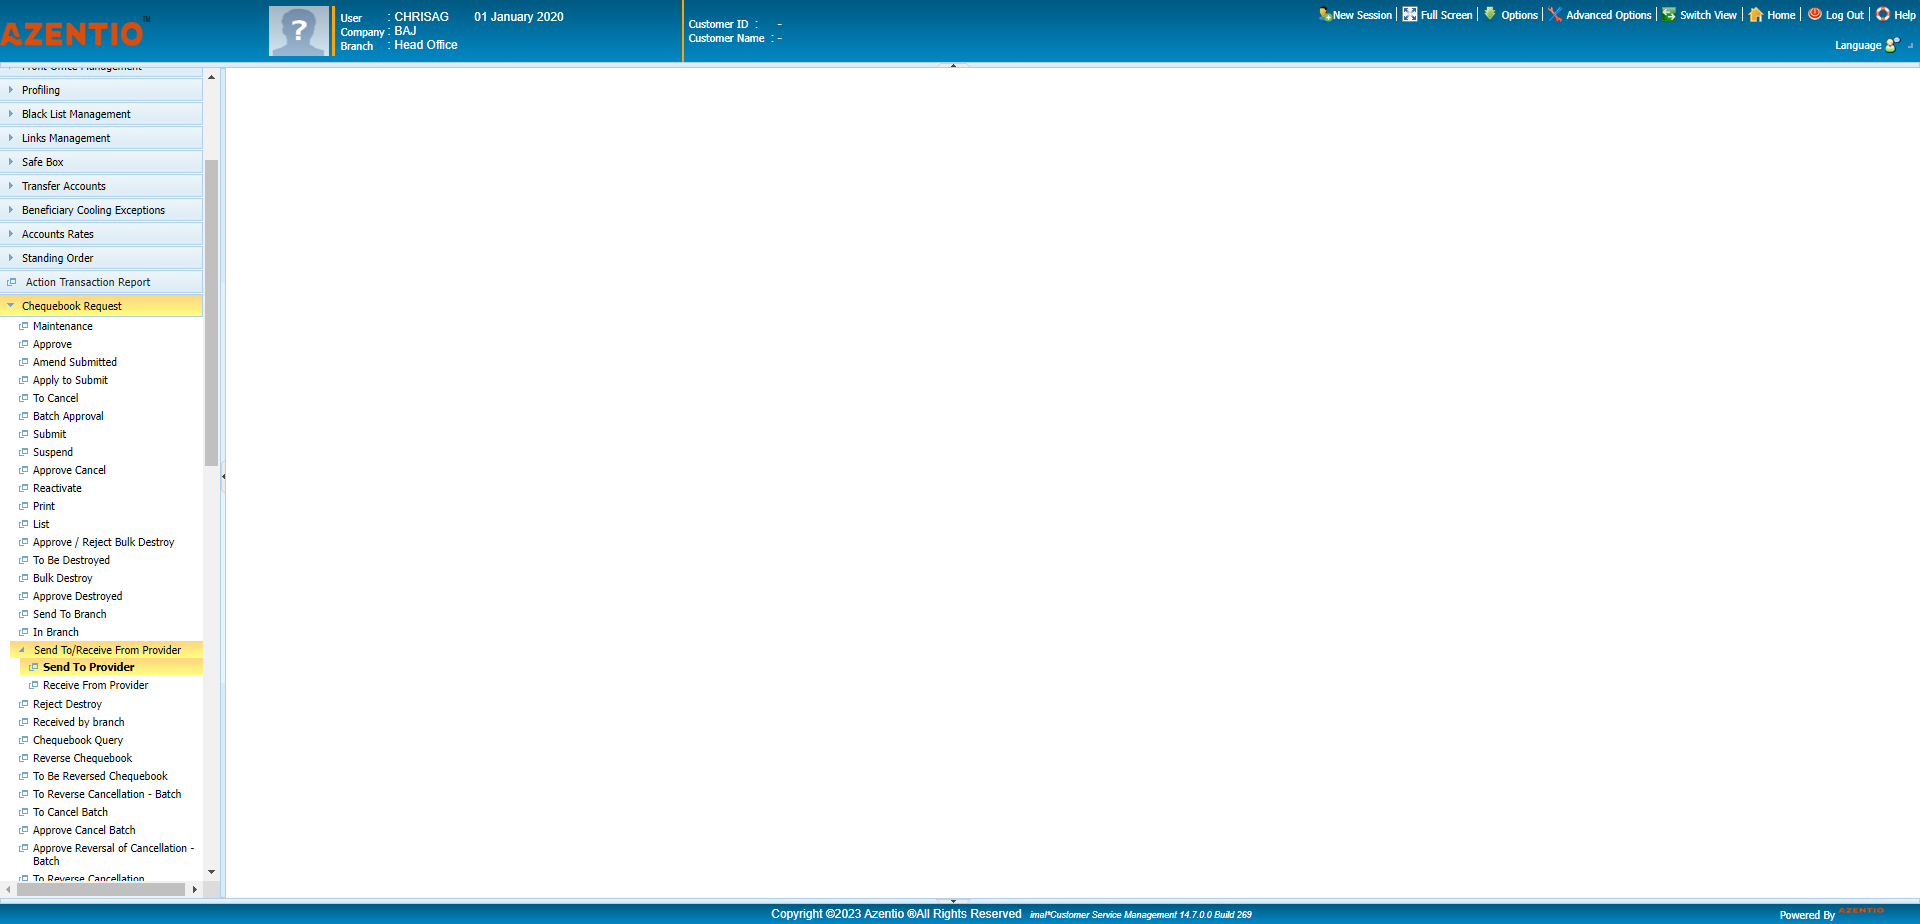 AZENTIO™
User : CHRISAG 01 January 2020
Company : BAJ
Branch : Head Office
Customer ID : -
Customer Name : -
New Session
Full Screen
Options
Advanced Options
Switch View
Home
Log Out
Help
Language
Front Office Management
Profiling
Black List Management
Links Management
Safe Box
Transfer Accounts
Beneficiary Cooling Exceptions
Accounts Rates
Standing Order
Action Transaction Report
Chequebook Request
Maintenance
Approve
Amend Submitted
Apply to Submit
To Cancel
Batch Approval
Submit
Suspend
Approve Cancel
Reactivate
Print
List
Approve / Reject Bulk Destroy
To Be Destroyed
Bulk Destroy
Approve Destroyed
Send To Branch
In Branch
Send To/Receive From Provider
Send To Provider
Receive From Provider
Reject Destroy
Received by branch
Chequebook Query
Reverse Chequebook
To Be Reversed Chequebook
To Reverse Cancellation - Batch
To Cancel Batch
Approve Cancel Batch
Approve Reversal of Cancellation -
Batch
To Reverse Cancellation
Copyright ©2023 Azentio ®All Rights Reserved imal*Customer Service Management 14.7.0.0 Build 269
Powered By AZENTIO